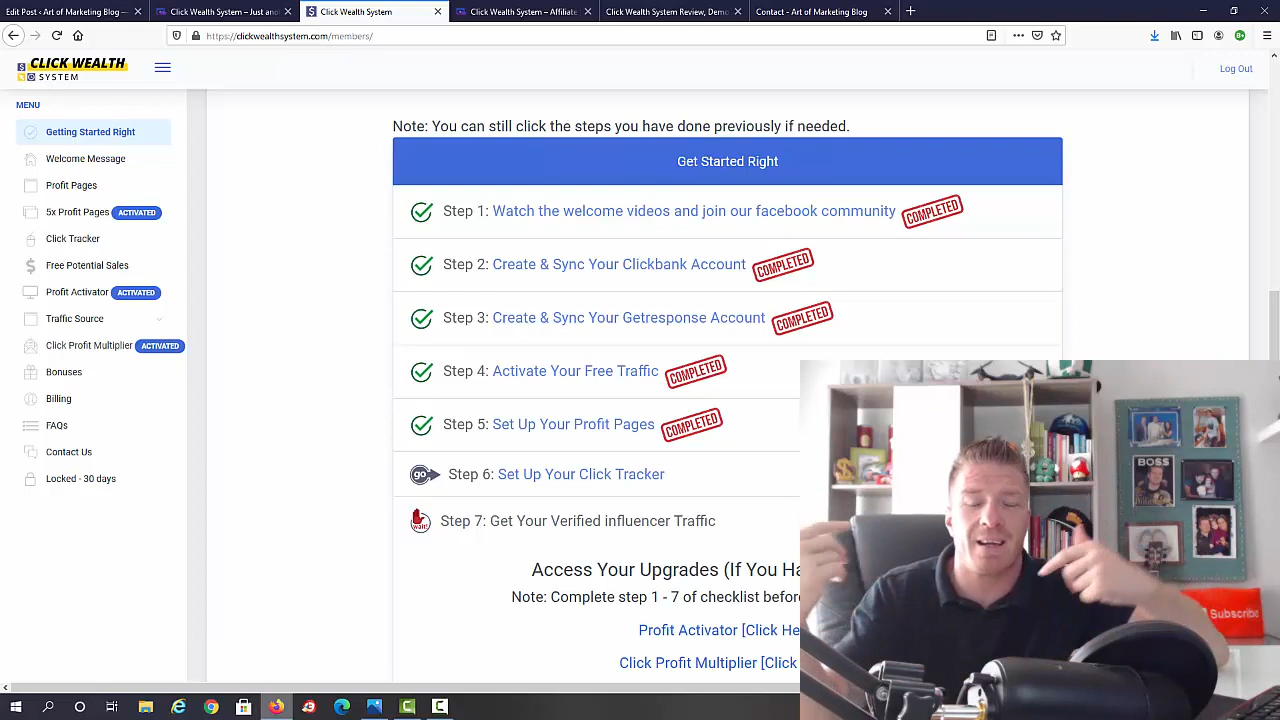 Edit Post ‹ Art of Marketing Blog —
Click Wealth System – Just ano
Click Wealth System
Click Wealth System – Affiliate
Click Wealth System Review, Demo
Contact - Art of Marketing Blog
https://clickwealthsystem.com/members/
CLICK WEALTH
SYSTEM
Log Out
MENU
Getting Started Right
Welcome Message
Profit Pages
5x Profit Pages ACTIVATED
Click Tracker
Free Potential Sales
Profit Activator ACTIVATED
Traffic Source
Click Profit Multiplier ACTIVATED
Bonuses
Billing
FAQs
Contact Us
Locked - 30 days
Note: You can still click the steps you have done previously if needed.
Get Started Right
Step 1: Watch the welcome videos and join our facebook community COMPLETED
Step 2: Create & Sync Your Clickbank Account COMPLETED
Step 3: Create & Sync Your Getresponse Account COMPLETED
Step 4: Activate Your Free Traffic COMPLETED
Step 5: Set Up Your Profit Pages COMPLETED
go Step 6: Set Up Your Click Tracker
WAIT Step 7: Get Your Verified influencer Traffic
Access Your Upgrades (If You Ha
Note: Complete step 1 - 7 of checklist before
Profit Activator [Click He
Click Profit Multiplier [Click
BOSS
Subscribe